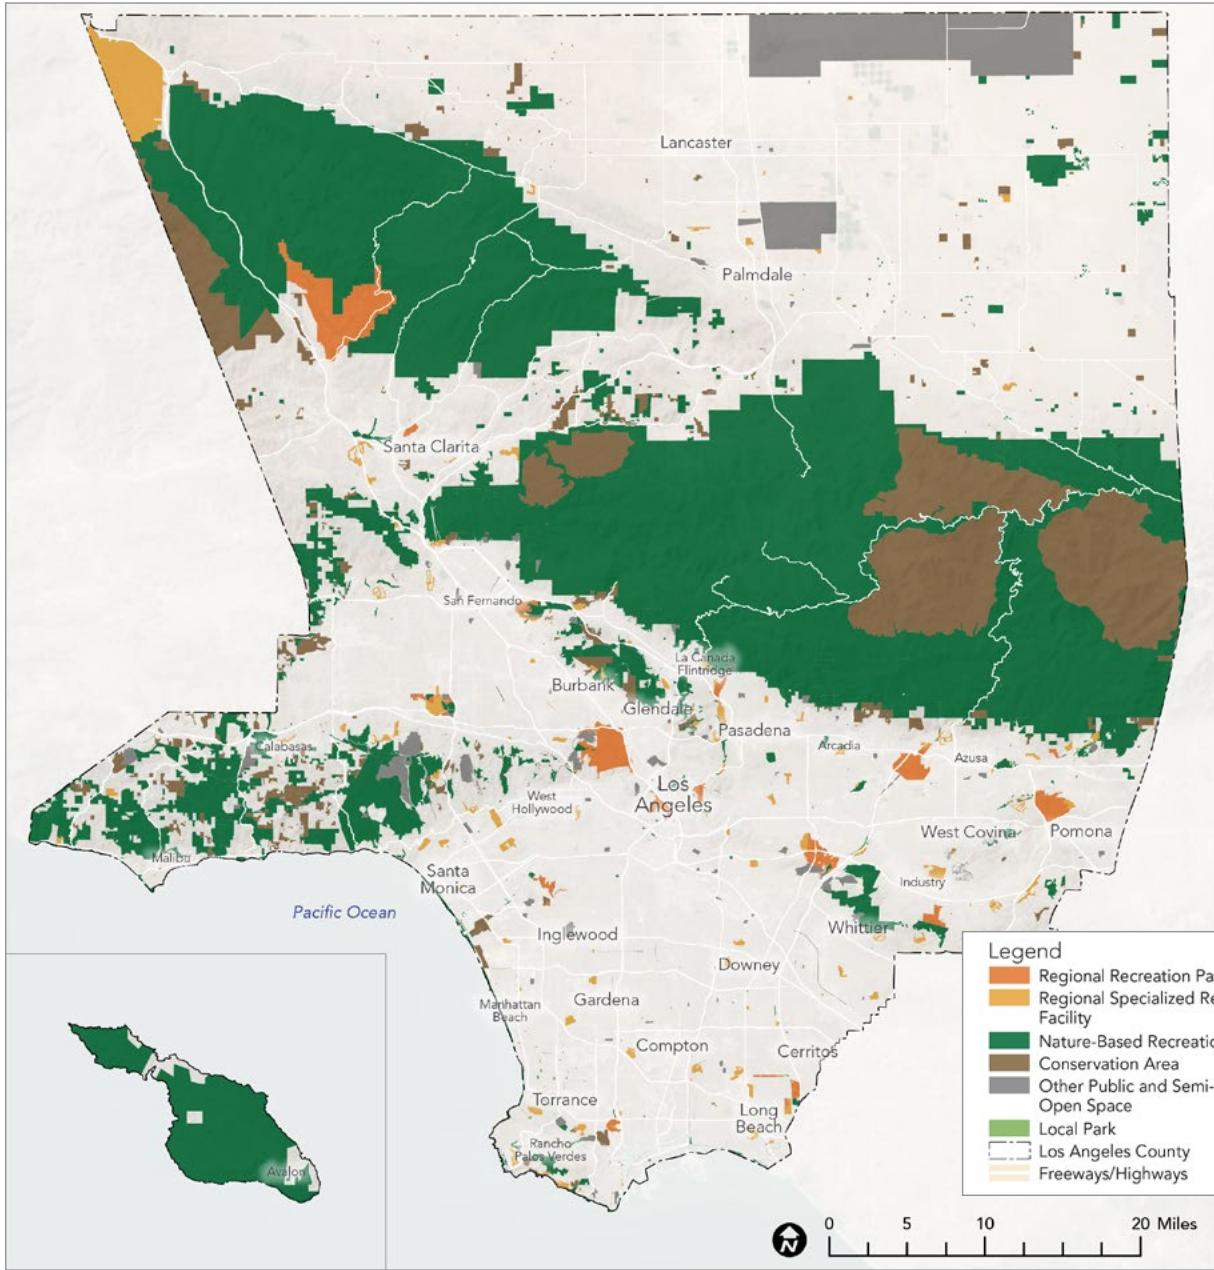 Lancaster
Palmdale
Santa Clarita
San Fernando
La Cañada
Flintridge
Burbank
Glendale
Pasadena
Calabasas
Arcadia
Azusa
Los
Angeles
West
Hollywood
West Covina
Pomona
Malibu
Santa
Monica
Industry
Pacific Ocean
Inglewood
Whittier
Downey
Manhattan
Beach
Gardena
Compton
Cerritos
Torrance
Long
Beach
Rancho
Palos Verdes
Avalon
Legend
Regional Recreation Pa
Regional Specialized Re
Facility
Nature-Based Recreatio
Conservation Area
Other Public and Semi-
Open Space
Local Park
Los Angeles County
Freeways/Highways
N
0 5 10 20 Miles